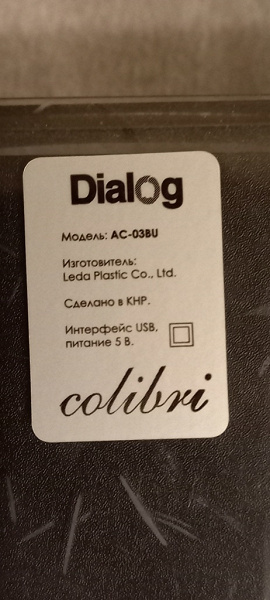 Dialog
Модель: AC-03BU
Изготовитель:
Leda Plastic Co., Ltd.
Сделано в КНР.
Интерфейс USB,
питание 5 В.
colibri